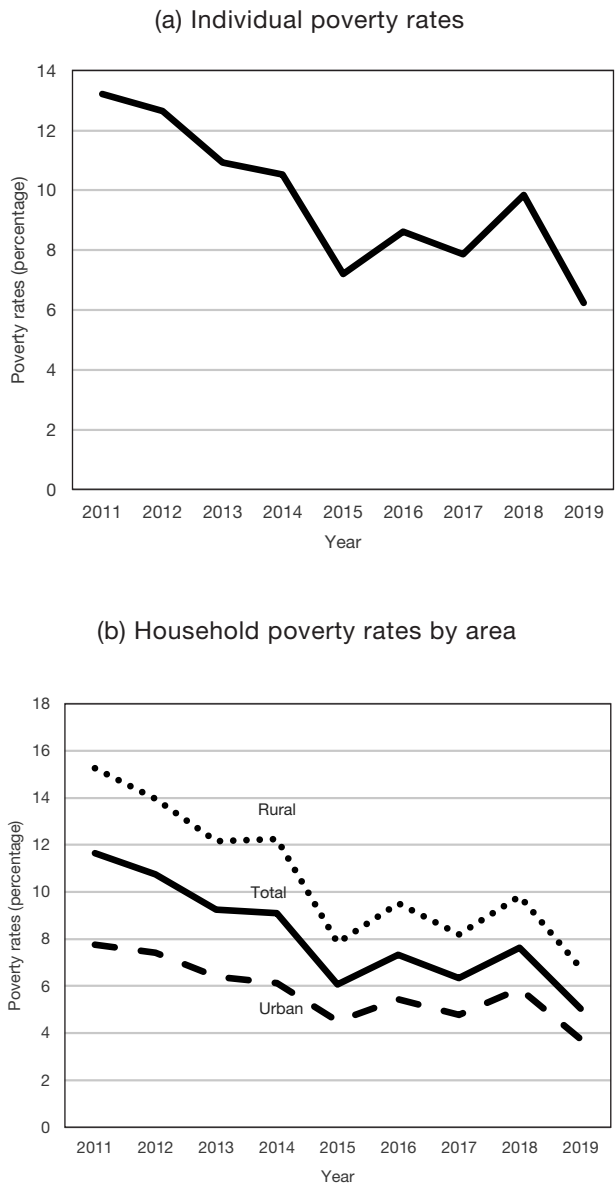 (a) Individual poverty rates
14
12
10
8
6
4
2
0
Poverty rates (percentage)
2011 2012 2013 2014 2015 2016 2017 2018 2019
Year
(b) Household poverty rates by area
18
16
14
12
10
8
6
4
2
0
Poverty rates (percentage)
Rural
Total
Urban
2011 2012 2013 2014 2015 2016 2017 2018 2019
Year